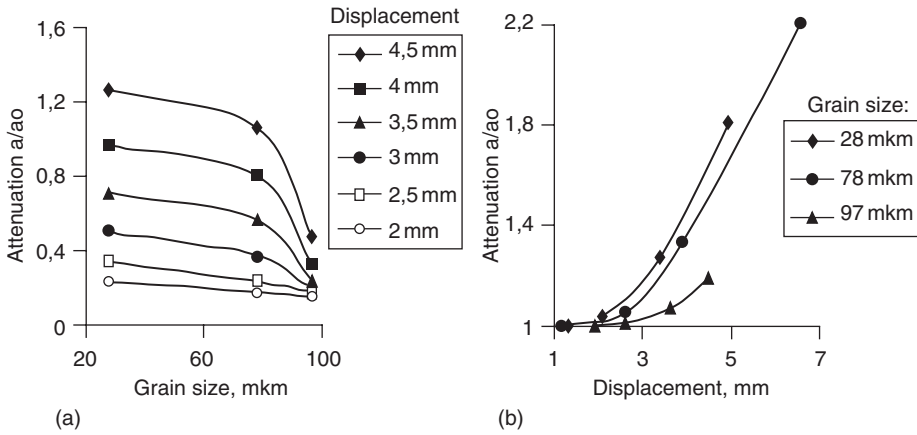 Displacement
1,6
1,2
0,8
0,4
0
Attenuation a/ao
20
60
100
Grain size, mkm
(a)
4,5 mm
4 mm
3,5 mm
3 mm
2,5 mm
2 mm
2,2
1,8
1,4
1
Attenuation a/ao
1
3
5
7
Displacement, mm
(b)
Grain size:
28 mkm
78 mkm
97 mkm